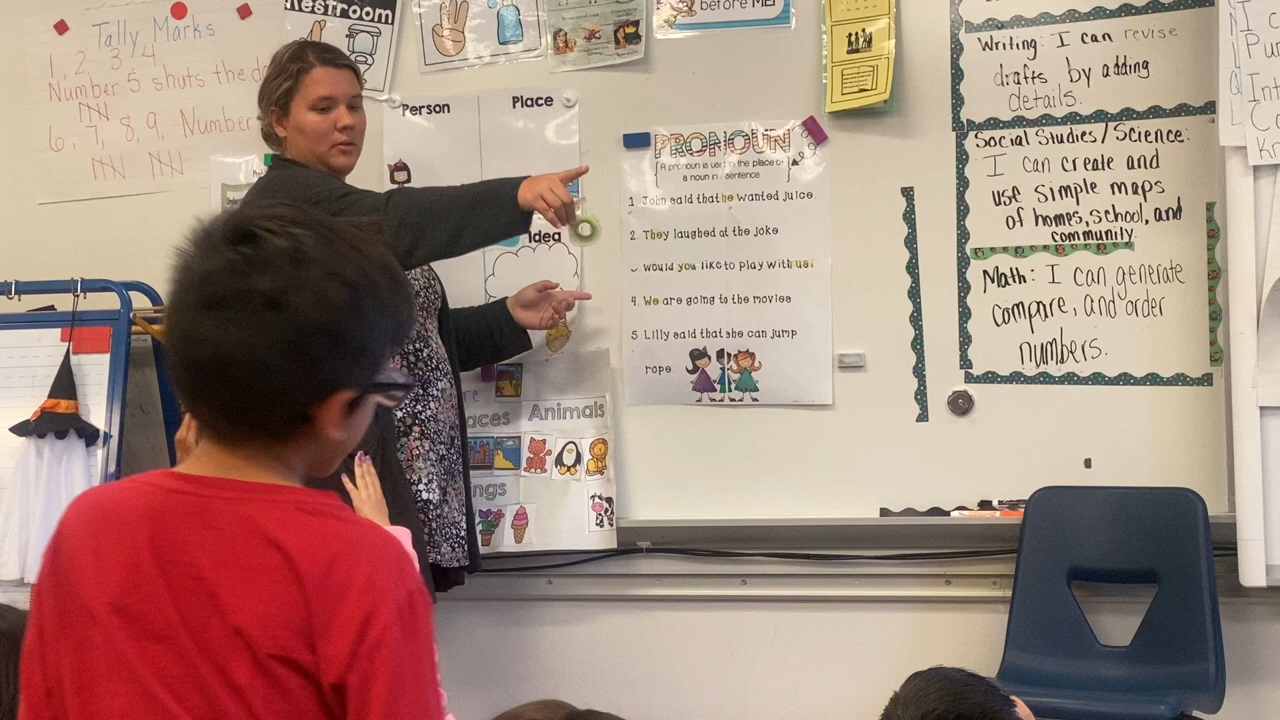 Tally Marks
1, 2, 3, 4
Number 5 shuts the
6, 7, 8, 9, Number
Restroom
before ME!
Person
Place
Idea
PRONOUN
A pronoun is used in the place of
a noun in sentence
1. John said that he wanted juice.
2. They laughed at the joke.
would you like to play with us?
4. We are going to the movies
5 Lilly said that she can jump
rope.
Animals
Writing: I can revise
drafts by adding
details.
Social Studies/Science:
I can create and
use simple maps
of homes, school, and
community.
Math: I can generate
compare, and order
numbers.